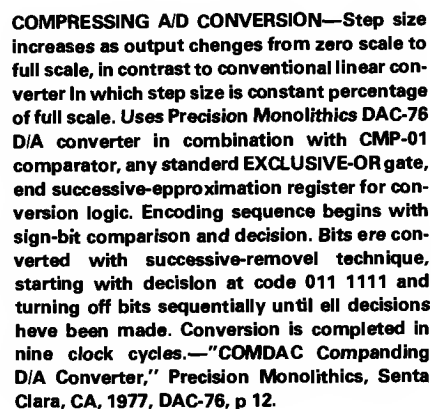 COMPRESSING A/D CONVERSION—Step size
increases as output chenges from zero scale to
full scale, in contrast to conventional linear con-
verter In which step size is constant percentage
of full scale. Uses Precision Monolithics DAC-76
D/A converter in combination with CMP-01
comparator, any standerd EXCLUSIVE-OR gate,
end successive-epproximation register for con-
version logic. Encoding sequence begins with
sign-bit comparison and decision. Bits ere con-
verted with successive-removel technique,
starting with decislon at code 011 1111 and
turning off bits sequentially until ell decisions
heve been made. Conversion is completed in
nine clock cycles.—"COMDAC Companding
D/A Converter," Precision Monolithics, Senta
Clara, CA, 1977, DAC-76, p 12.